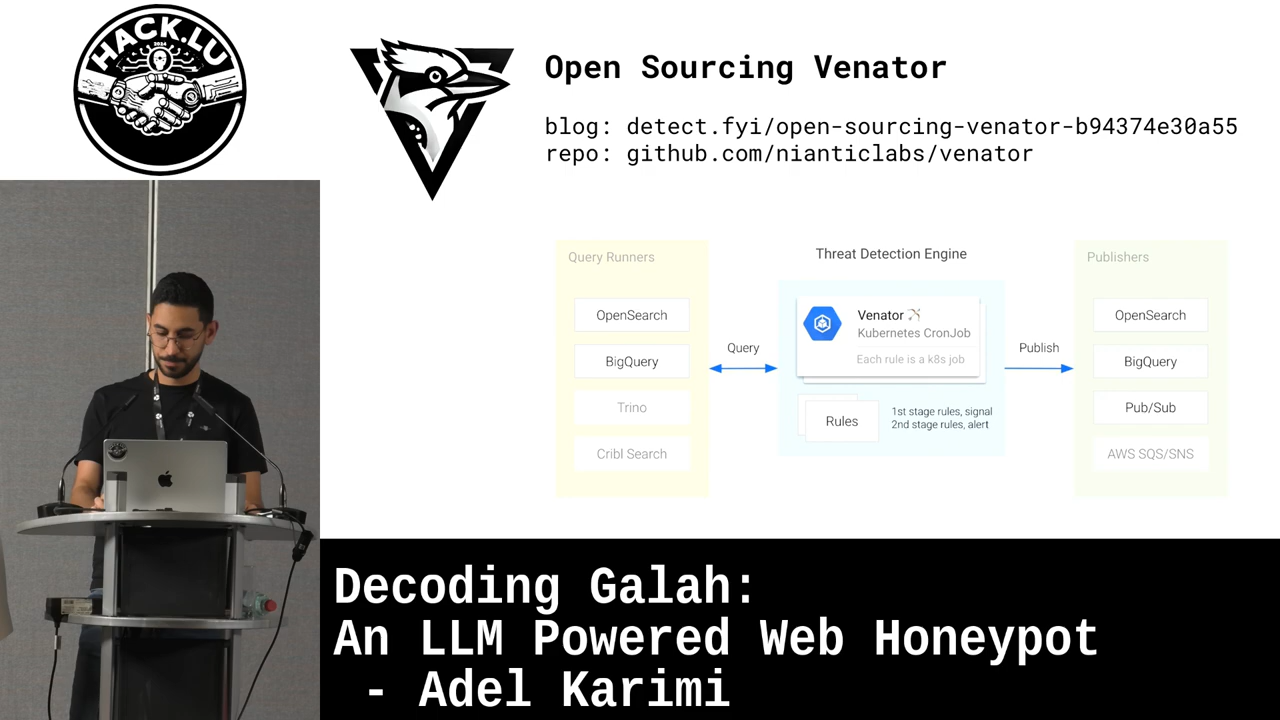 HACK.LU
2024
Open Sourcing Venator
blog: detect.fyi/open-sourcing-venator-b94374e30a55
repo: github.com/nianticlabs/venator
Query Runners
OpenSearch
BigQuery
Trino
Cribl Search
Query
Threat Detection Engine
Venator
Kubernetes CronJob
Each rule is a k8s job
Rules
1st stage rules, signal
2nd stage rules, alert
Publish
Publishers
OpenSearch
BigQuery
Pub/Sub
AWS SQS/SNS
Decoding Galah:
An LLM Powered Web Honeypot
- Adel Karimi